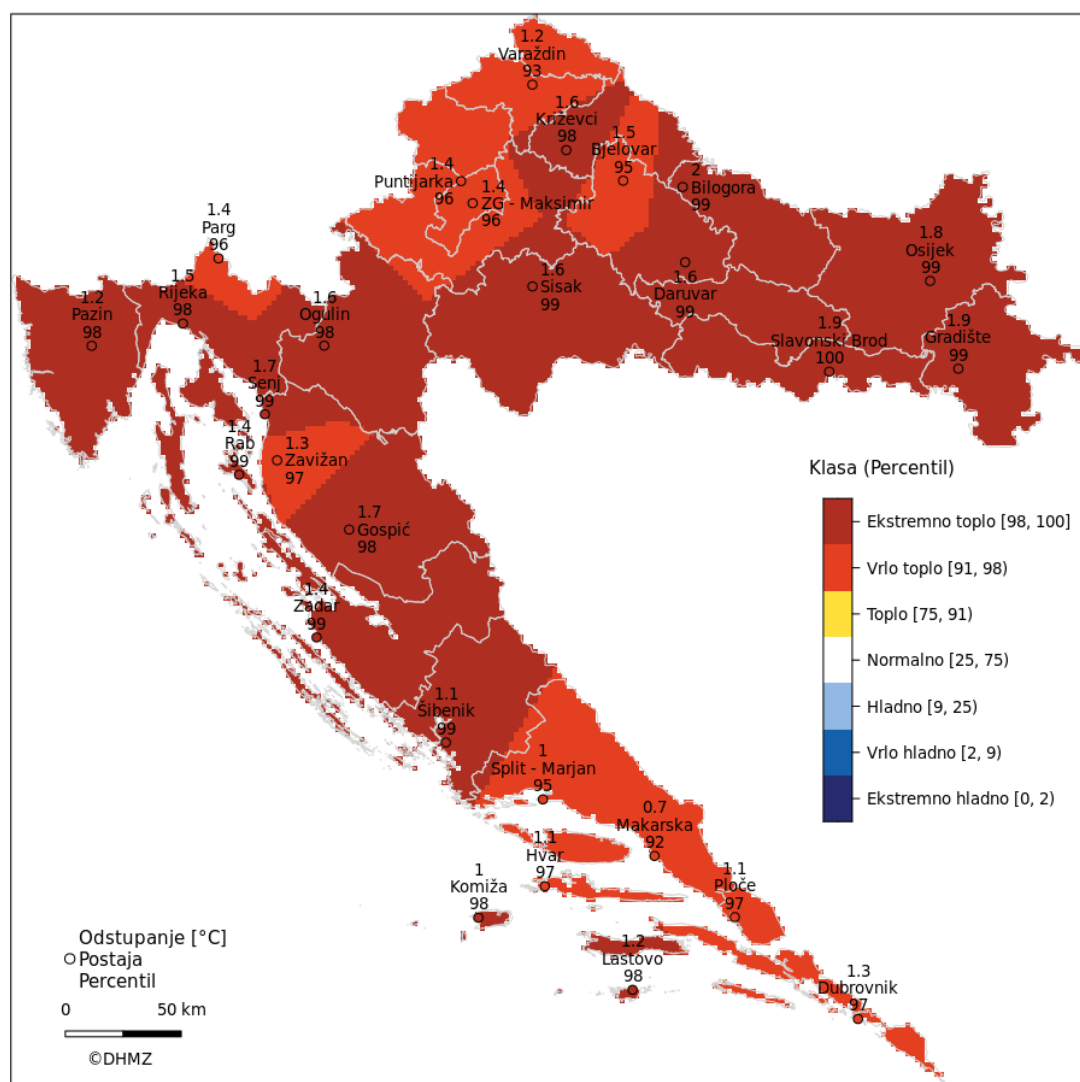 1.2
Varaždin
93
1.6
Križevci
98
1.5
Bjelovar
95
1.4
Puntijarka
96
1.4
ZG - Maksimir
96
2
Bilogora
99
1.4
Parg
96
1.8
Osijek
99
1.2
Pazin
98
1.5
Rijeka
98
1.6
Ogulin
98
1.6
Sisak
99
1.6
Daruvar
99
1.9
Slavonski Brod
100
1.9
Gradište
99
1.7
Senj
99
1.4
Rab
99
1.3
Zavižan
97
1.7
Gospić
98
1.4
Zadar
99
1.1
Šibenik
99
1
Split - Marjan
95
0.7
Makarska
92
1.1
Hvar
97
1
Komiža
98
1.1
Ploče
97
1.2
Lastovo
98
1.3
Dubrovnik
97
Klasa (Percentil)
Ekstremno toplo [98, 100]
Vrlo toplo [91, 98)
Toplo [75, 91)
Normalno [25, 75)
Hladno [9, 25)
Vrlo hladno [2, 9)
Ekstremno hladno [0, 2)
Odstupanje [°C]
Postaja
Percentil
0 50 km
©DHMZ